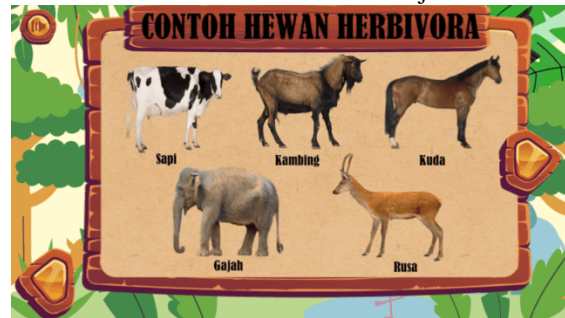 CONTOH HEWAN HERBIVORA
Sapi
Kambing
Kuda
Gajah
Rusa